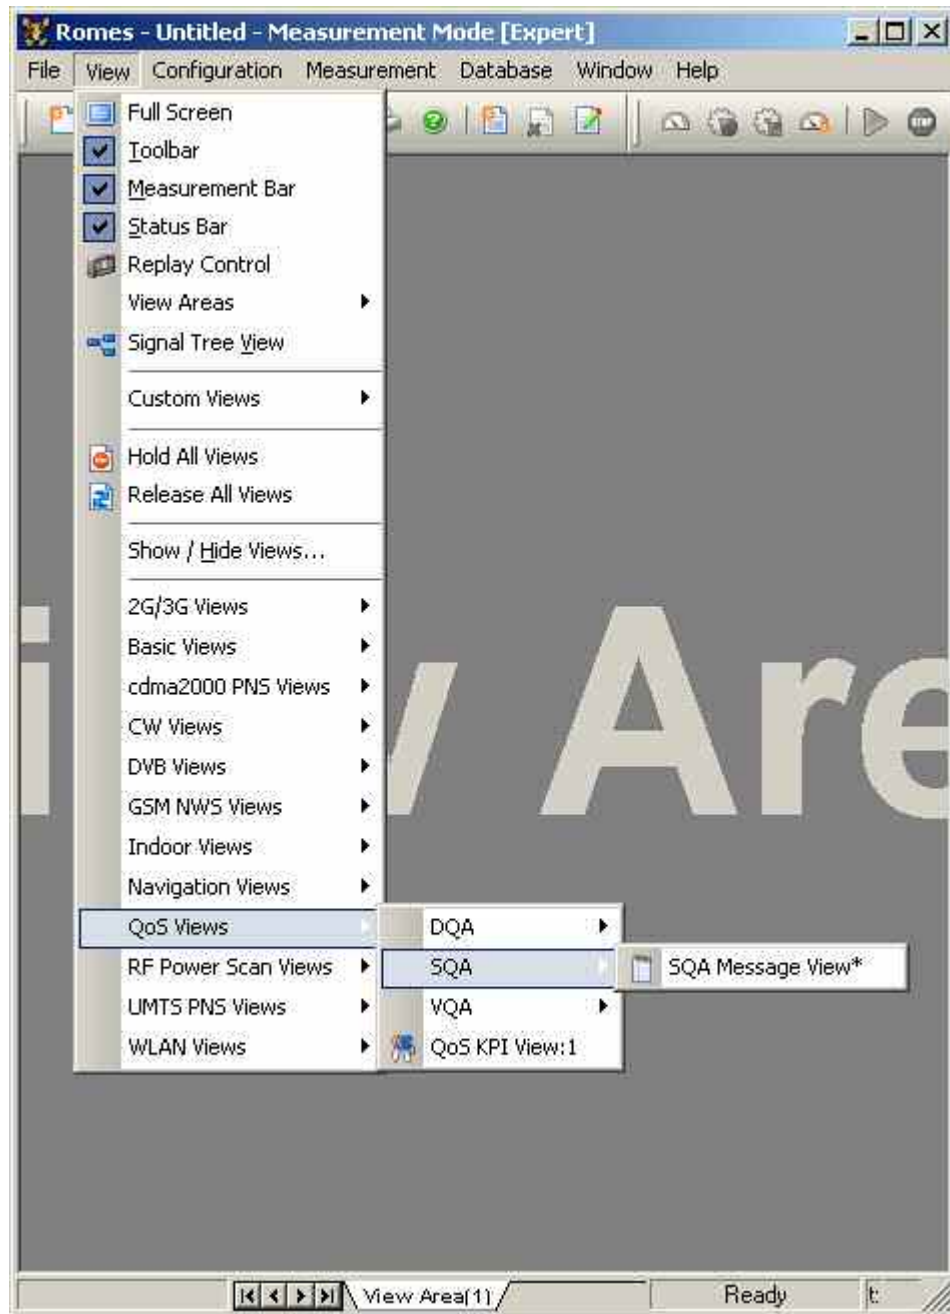 Romes - Untitled - Measurement Mode [Expert]
File View Configuration Measurement Database Window Help
Full Screen
Toolbar
Measurement Bar
Status Bar
Replay Control
View Areas
Signal Tree View
Custom Views
Hold All Views
Release All Views
Show / Hide Views...
2G/3G Views
Basic Views
cdma2000 PNS Views
CW Views
DVB Views
GSM NWS Views
Indoor Views
Navigation Views
QoS Views
RF Power Scan Views
UMTS PNS Views
WLAN Views
DQA
SQA
VQA
QoS KPI View:1
SQA Message View*
iew Are
View Area(1)
Ready t: